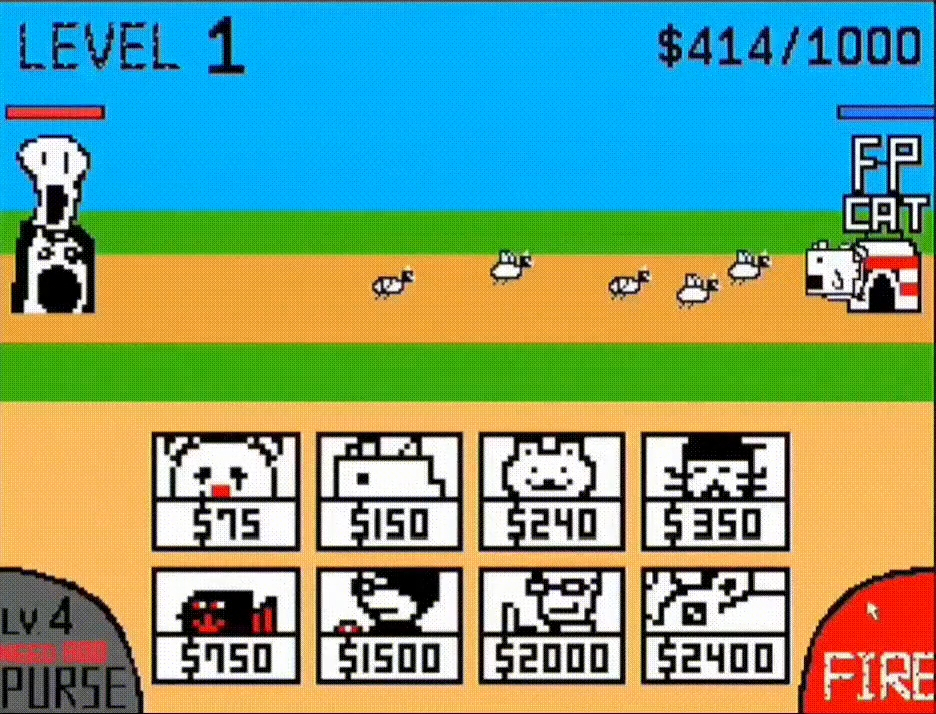 LEVEL 1
$414/1000
FP
CAT
$75
$150
$240
$350
$750
$1500
$2000
$2400
LV. 4
PURSE
FIRE